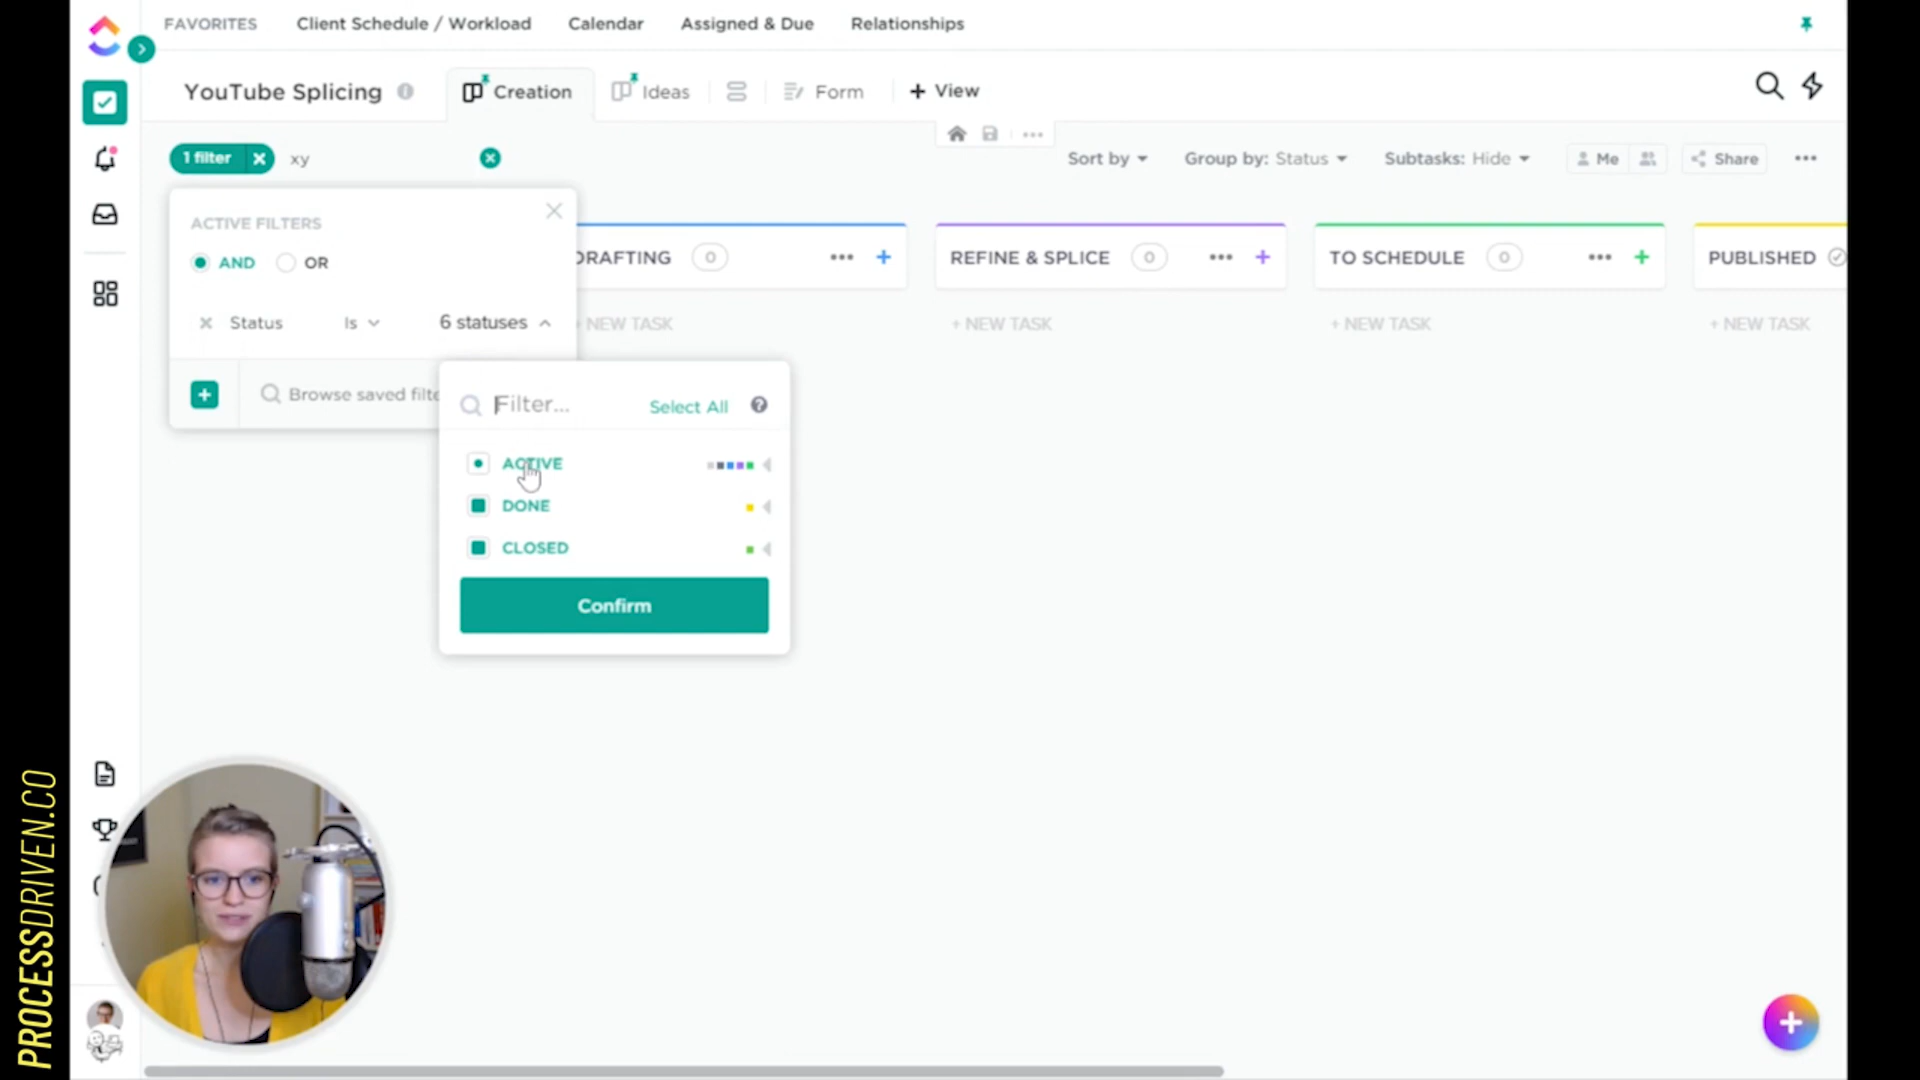 FAVORITES Client Schedule / Workload Calendar Assigned & Due Relationships
YouTube Splicing Creation Ideas Form + View
1 filter xy Sort by Group by: Status Subtasks: Hide Me Share
ACTIVE FILTERS
AND OR
Status Is 6 statuses
Browse saved filte
DRAFTING 0
REFINE & SPLICE 0
TO SCHEDULE 0
PUBLISHED
+ NEW TASK
+ NEW TASK
+ NEW TASK
+ NEW TASK
Filter... Select All ?
ACTIVE
DONE
CLOSED
Confirm
PROCESSDRIVEN.CO